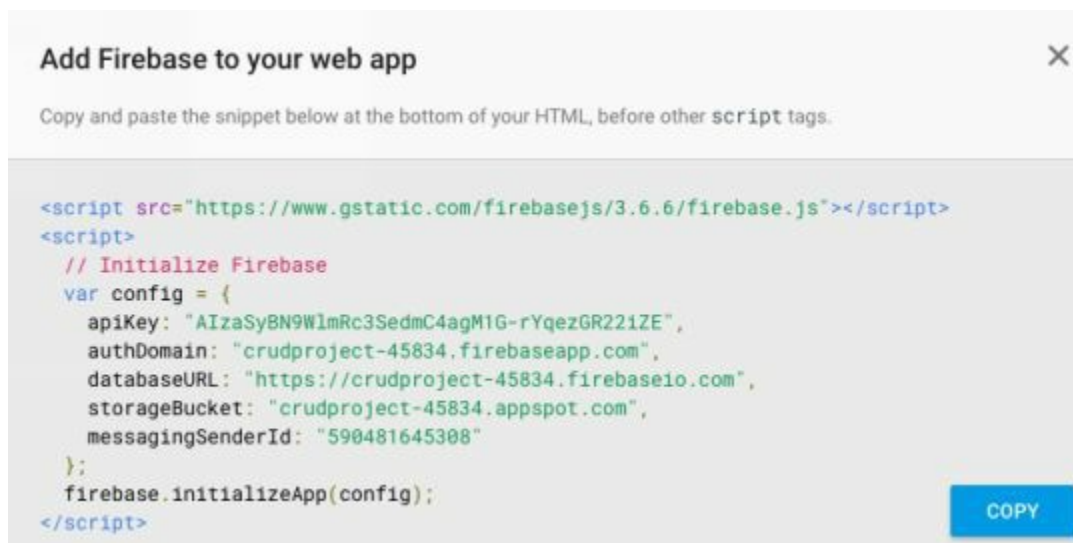 Add Firebase to your web app
Copy and paste the snippet below at the bottom of your HTML, before other script tags.
<script src="https://www.gstatic.com/firebasejs/3.6.6/firebase.js"></script>
<script>
// Initialize Firebase
var config = {
apiKey: "AIzaSyBN9WlmRc3SedmC4agM1G-rYqezGR22iZE",
authDomain: "crudproject-45834.firebaseapp.com",
databaseURL: "https://crudproject-45834.firebaseio.com",
storageBucket: "crudproject-45834.appspot.com",
messagingSenderId: "590481645308"
};
firebase.initializeApp(config);
</script>
COPY